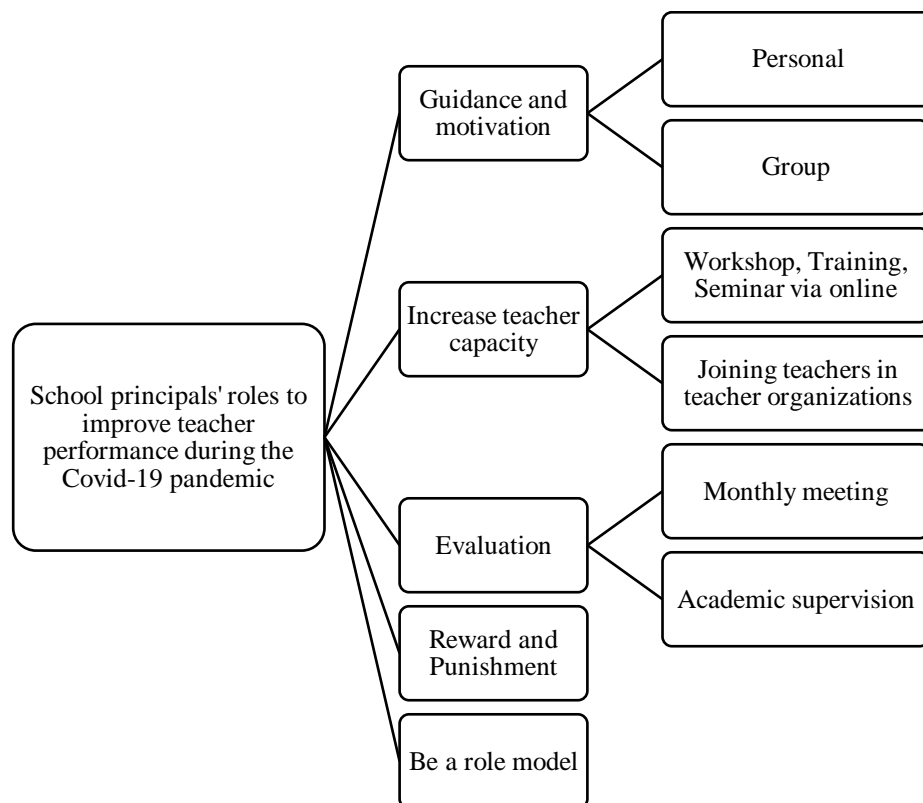 School principals' roles to
improve teacher
performance during the
Covid-19 pandemic
Guidance and
motivation
Personal
Group
Increase teacher
capacity
Workshop, Training,
Seminar via online
Joining teachers in
teacher organizations
Evaluation
Monthly meeting
Academic supervision
Reward and
Punishment
Be a role model